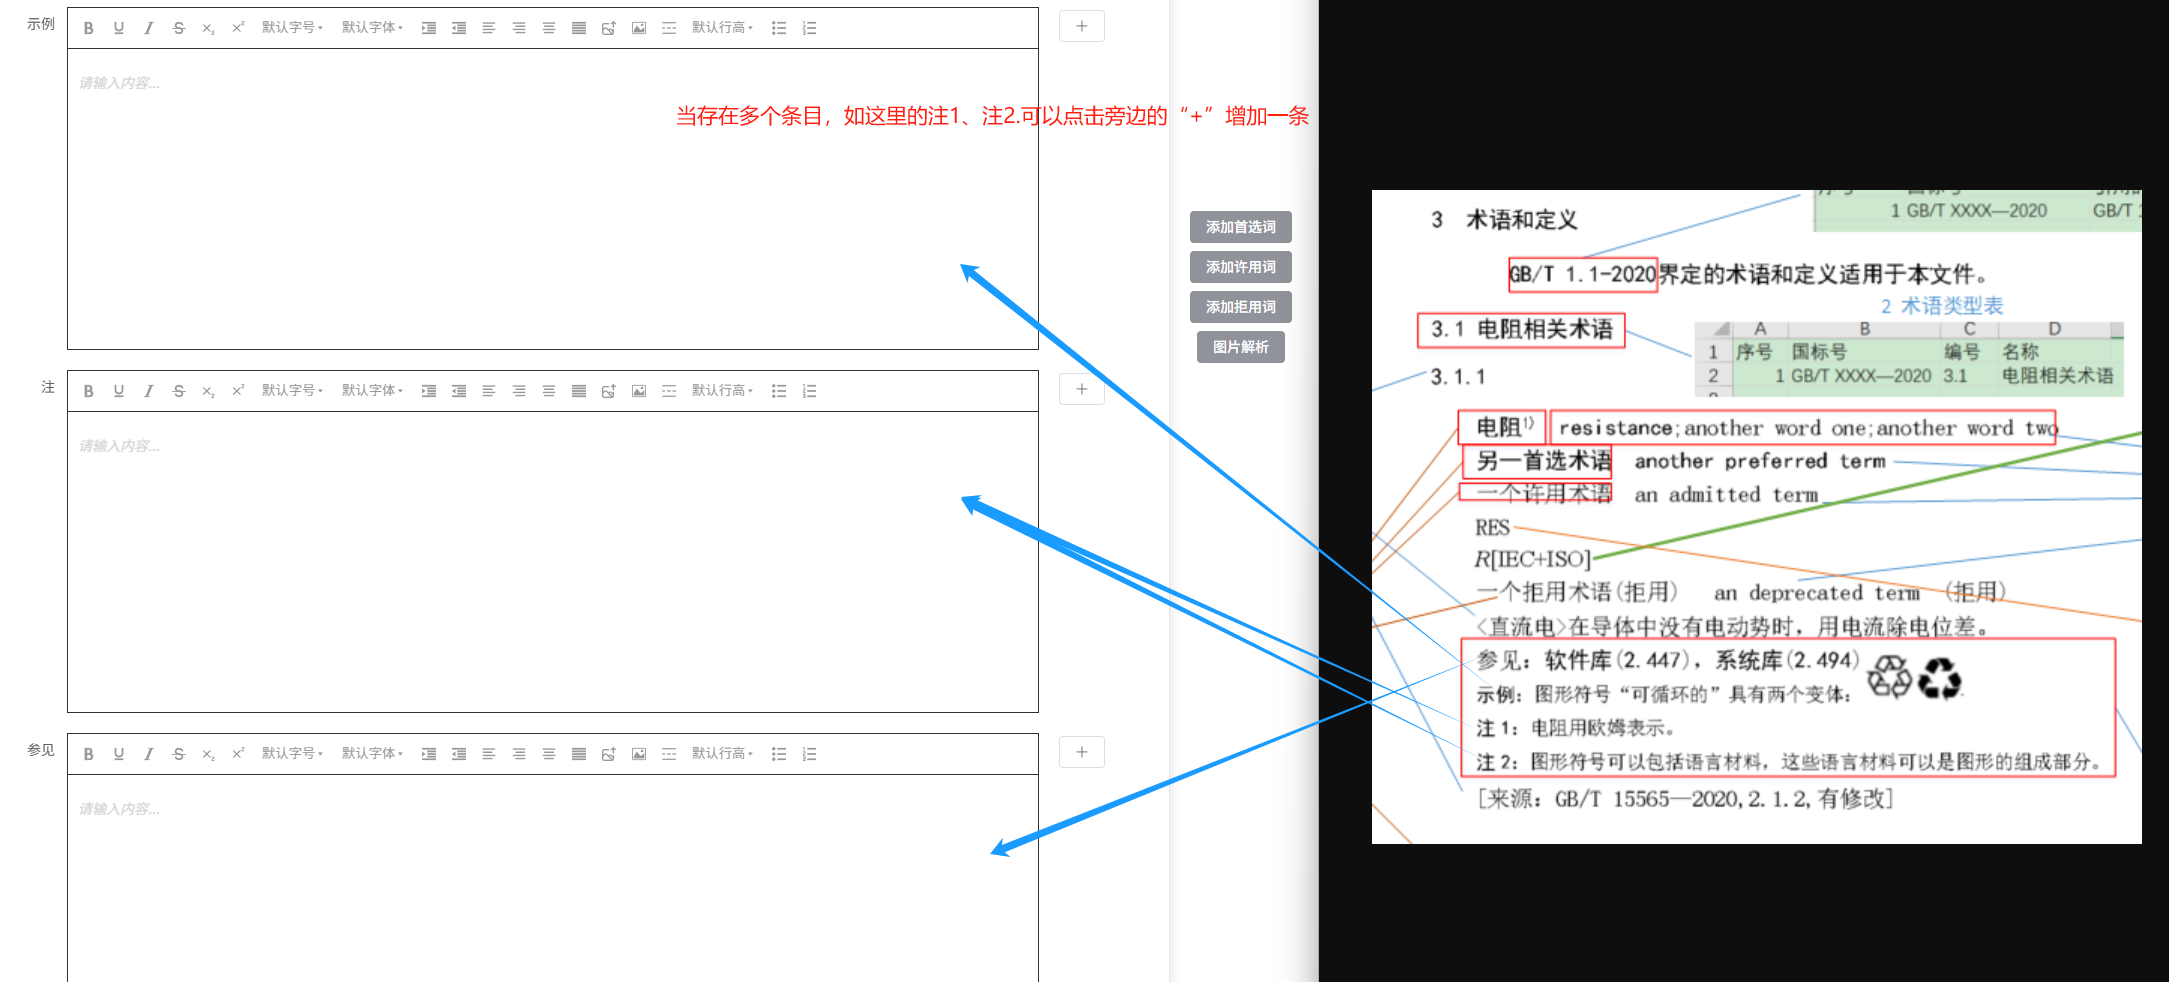 示例
B U I S x₂ x² 默认字号 默认字体 默认行高
+
请输入内容...
当存在多个条目，如这里的注1、注2.可以点击旁边的“+”增加一条
注
B U I S x₂ x² 默认字号 默认字体 默认行高
+
请输入内容...
参见
B U I S x₂ x² 默认字号 默认字体 默认行高
+
请输入内容...
添加首选词
添加许用词
添加拒用词
图片解析
1 GB/T XXXX—2020 GB/T
3 术语和定义
GB/T 1.1-2020界定的术语和定义适用于本文件。
2 术语类型表
A B C D
1 序号 国标号 编号 名称
2 1 GB/T XXXX—2020 3.1 电阻相关术语
3.1 电阻相关术语
3.1.1
电阻1） resistance;another word one;another word two
另一首选术语 another preferred term
一个许用术语 an admitted term
RES
R[IEC+ISO]
一个拒用术语(拒用) an deprecated term (拒用)
<直流电>在导体中没有电动势时，用电流除电位差。
参见：软件库(2.447)，系统库(2.494)
示例：图形符号“可循环的”具有两个变体：
注1：电阻用欧姆表示。
注2：图形符号可以包括语言材料，这些语言材料可以是图形的组成部分。
[来源：GB/T 15565—2020,2.1.2,有修改]